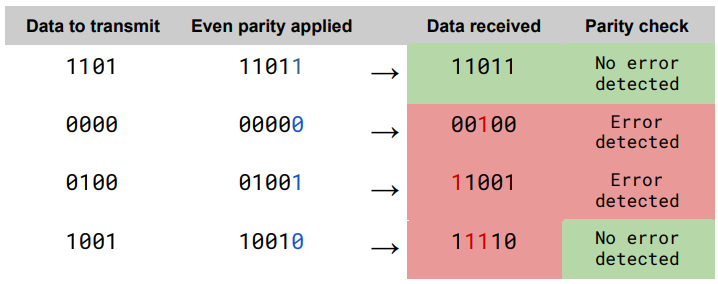 Data to transmit Even parity applied Data received Parity check
1101 11011 → 11011 No error
detected
0000 00000 → 00100 Error
detected
0100 01001 → 11001 Error
detected
1001 10010 → 11110 No error
detected